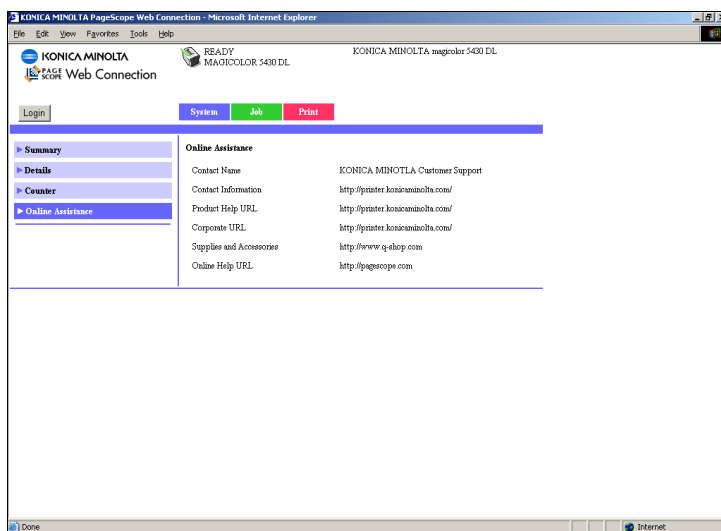 KONICA MINOLTA PageScope Web Connection - Microsoft Internet Explorer
File Edit View Favorites Tools Help
KONICA MINOLTA
PAGE SCOPE Web Connection
READY
MAGICOLOR 5430 DL
KONICA MINOLTA magicolor 5430 DL
Login
System Job Print
Summary
Details
Counter
Online Assistance
Online Assistance
Contact Name KONICA MINOTLA Customer Support
Contact Information http://printer.konicaminolta.com/
Product Help URL http://printer.konicaminolta.com/
Corporate URL http://printer.konicaminolta.com/
Supplies and Accessories http://www.q-shop.com
Online Help URL http://pagescope.com
Done Internet